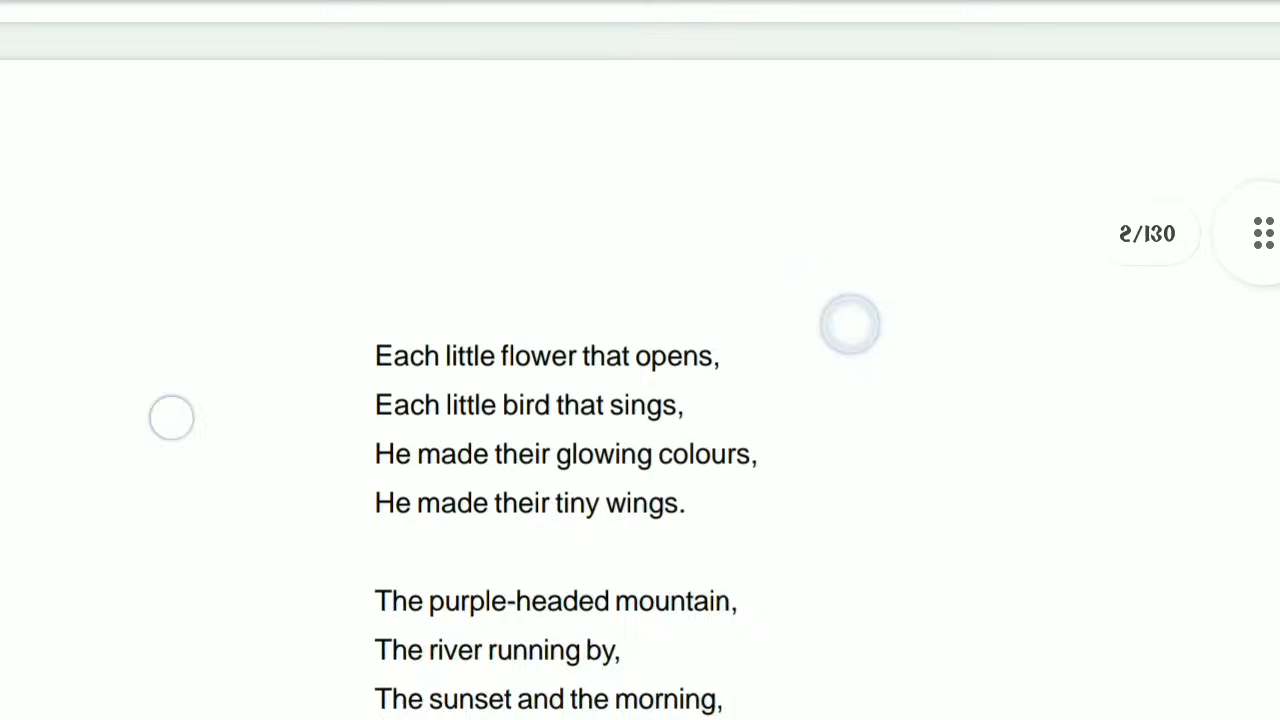 2/130
Each little flower that opens,
Each little bird that sings,
He made their glowing colours,
He made their tiny wings.
The purple-headed mountain,
The river running by,
The sunset and the morning,